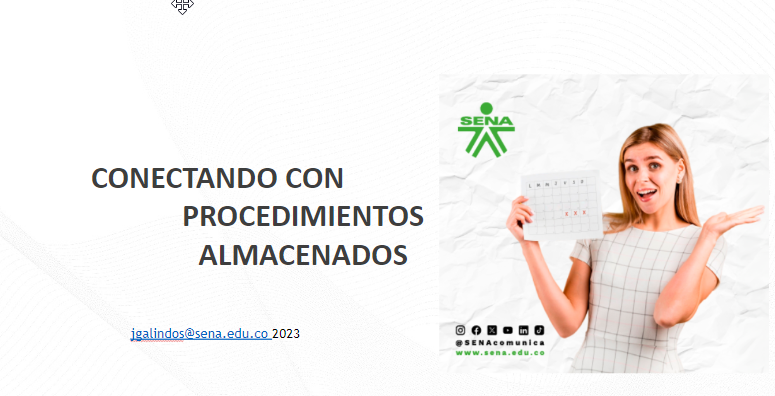 CONECTANDO CON
PROCEDIMIENTOS
ALMACENADOS
jgalindos@sena.edu.co 2023
SENA
L M M J V S D
X X X
@SENAcomunica
www.sena.edu.co